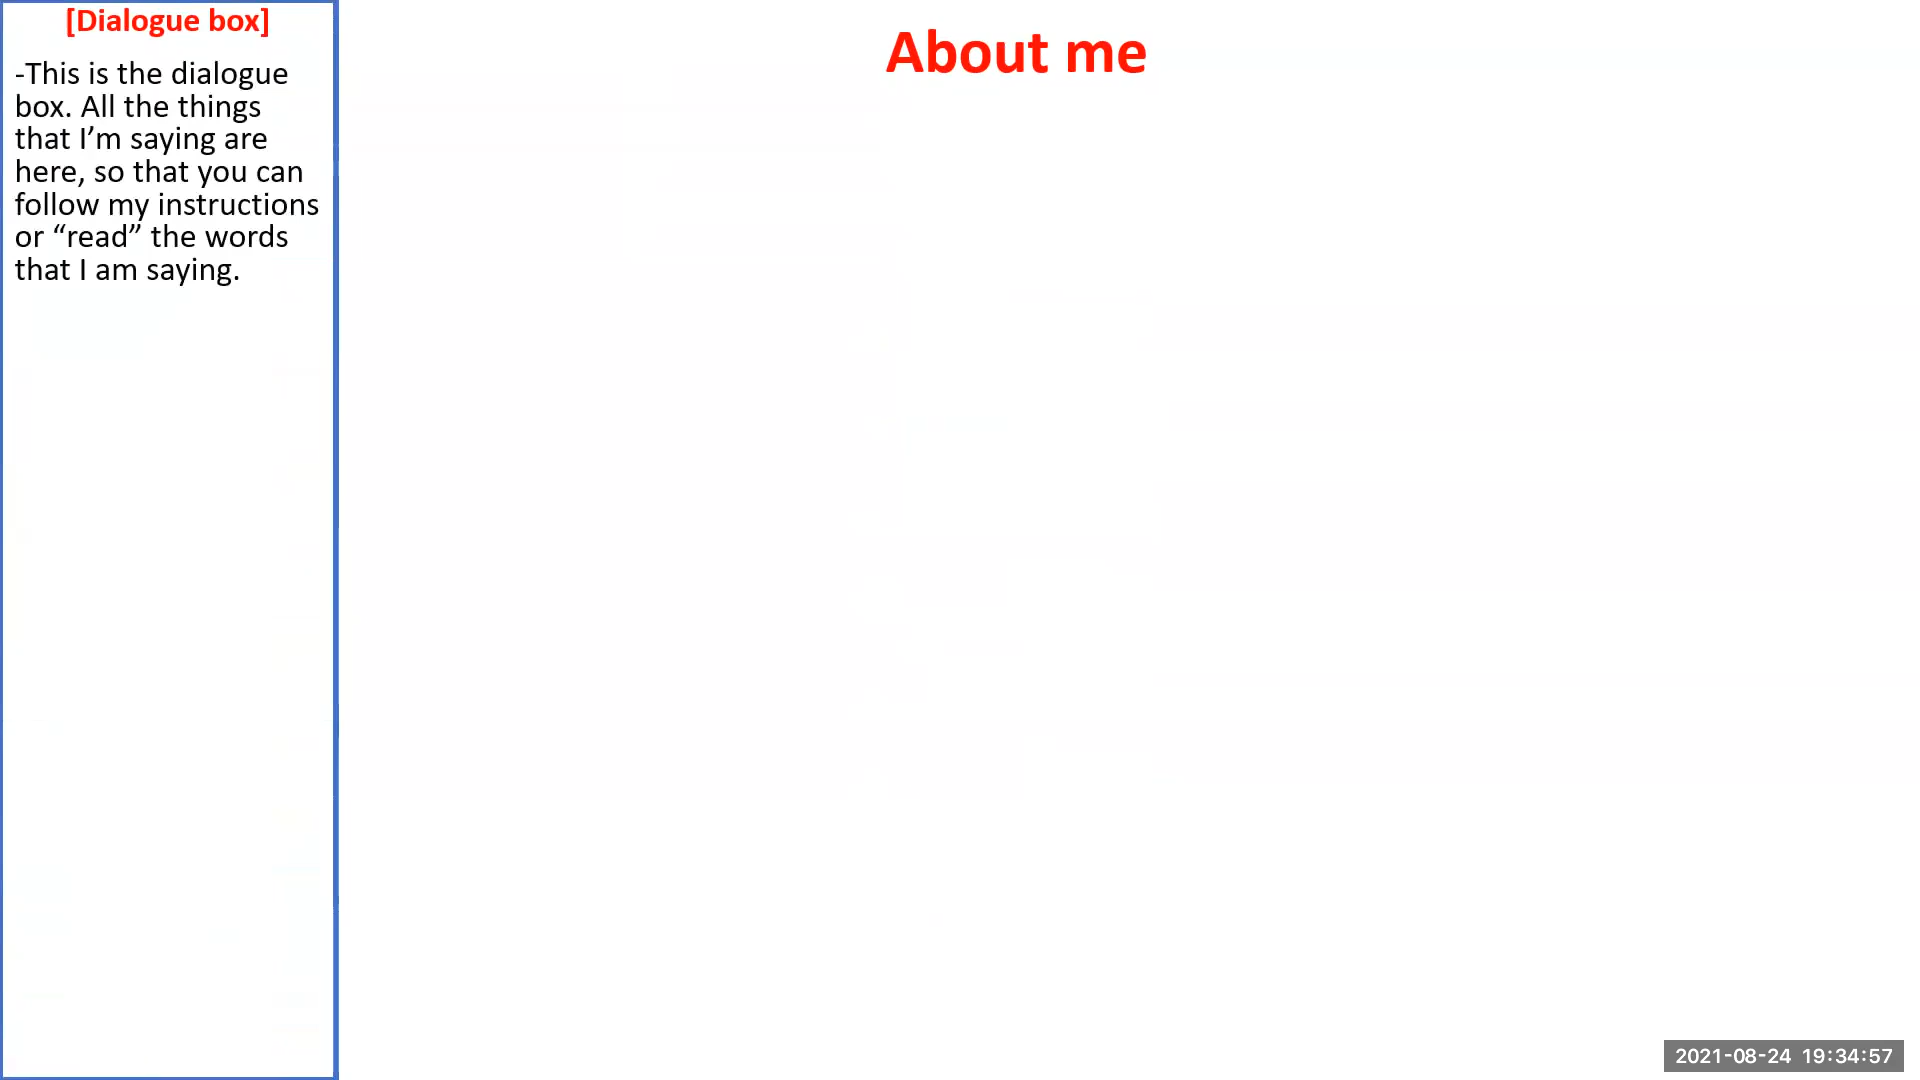 [Dialogue box]
-This is the dialogue
box. All the things
that I’m saying are
here, so that you can
follow my instructions
or “read” the words
that I am saying.
About me
2021-08-24 19:34:57